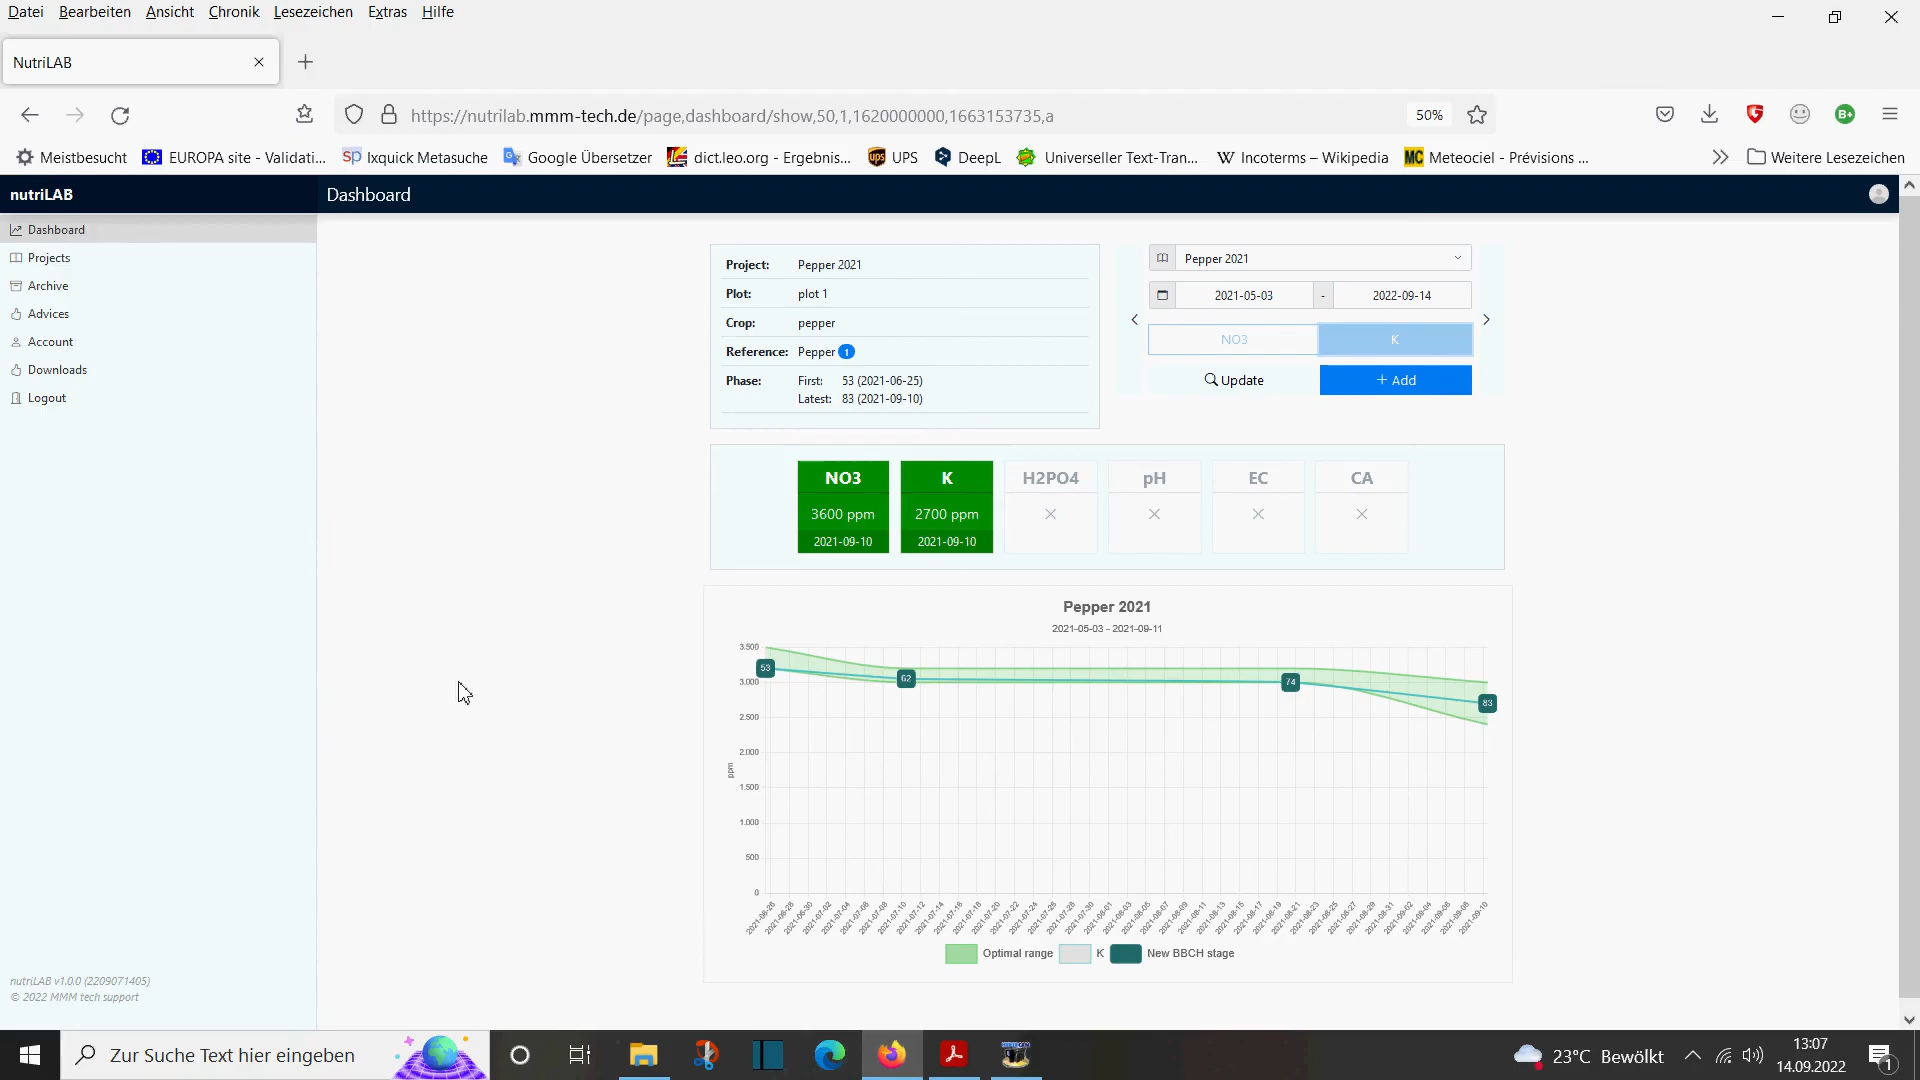 Datei Bearbeiten Ansicht Chronik Lesezeichen Extras Hilfe
NutriLAB
https://nutrilab.mmm-tech.de/page,dashboard/show,50,1,1620000000,1663153735,a
50%
Meistbesucht EUROPA site - Validati... Ixquick Metasuche Google Übersetzer dict.leo.org - Ergebnis... UPS DeepL Universeller Text-Tran... Incoterms – Wikipedia Meteociel - Prévisions ... Weitere Lesezeichen
nutriLAB
Dashboard
Dashboard
Projects
Archive
Advices
Account
Downloads
Logout
Project: Pepper 2021
Plot: plot 1
Crop: pepper
Reference: Pepper 1
Phase: First: 53 (2021-06-25)
Latest: 83 (2021-09-10)
Pepper 2021
2021-05-03 - 2022-09-14
NO3 K
Update + Add
NO3 K H2PO4 pH EC CA
3600 ppm 2700 ppm
2021-09-10 2021-09-10
Pepper 2021
2021-05-03 - 2021-09-11
3.500
3.000
2.500
2.000
1.500
1.000
500
0
ppm
53
62
74
83
Optimal range K New BBCH stage
nutriLAB v1.0.0 (2209071405)
© 2022 MMM tech support
Zur Suche Text hier eingeben
23°C Bewölkt
13:07
14.09.2022
1